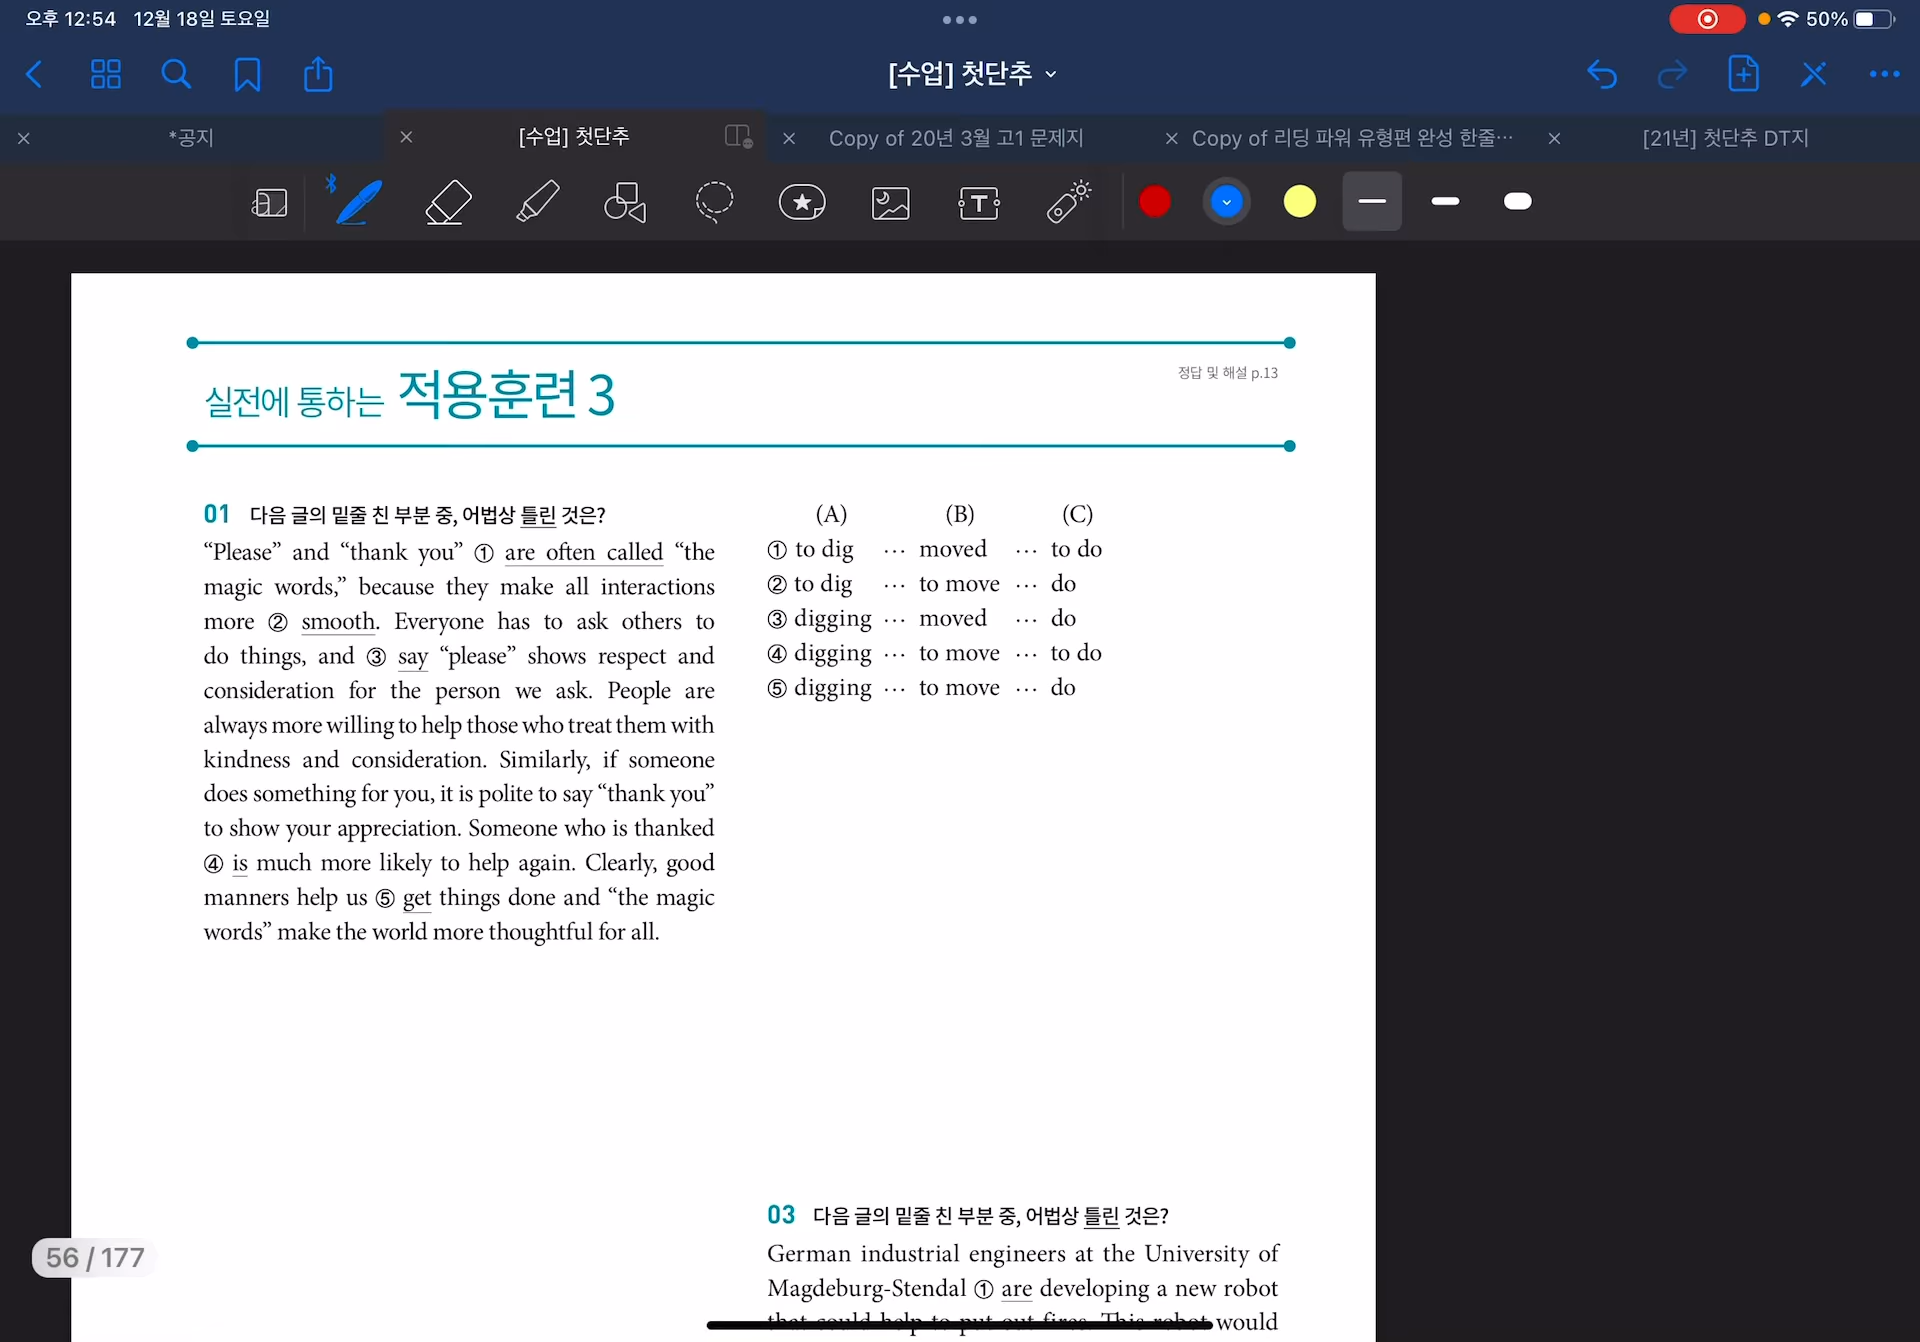 오후 12:54 12월 18일 토요일
50%
[수업] 첫단추
*공지
[수업] 첫단추
Copy of 20년 3월 고1 문제지
Copy of 리딩 파워 유형편 완성 한줄…
[21년] 첫단추 DT지
실전에 통하는 적용훈련 3
정답 및 해설 p.13
01 다음 글의 밑줄 친 부분 중, 어법상 틀린 것은?
“Please” and “thank you” ① are often called “the
magic words,” because they make all interactions
more ② smooth. Everyone has to ask others to
do things, and ③ say “please” shows respect and
consideration for the person we ask. People are
always more willing to help those who treat them with
kindness and consideration. Similarly, if someone
does something for you, it is polite to say “thank you”
to show your appreciation. Someone who is thanked
④ is much more likely to help again. Clearly, good
manners help us ⑤ get things done and “the magic
words” make the world more thoughtful for all.
(A) (B) (C)
① to dig … moved … to do
② to dig … to move … do
③ digging … moved … do
④ digging … to move … to do
⑤ digging … to move … do
03 다음 글의 밑줄 친 부분 중, 어법상 틀린 것은?
German industrial engineers at the University of
Magdeburg-Stendal ① are developing a new robot
that could help to put out fires. This robot would
56 / 177